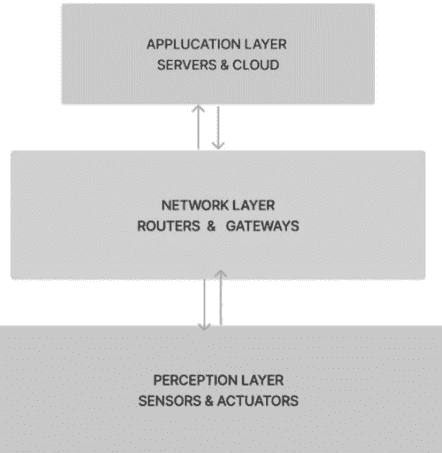 APPLUCATION LAYER
SERVERS & CLOUD
NETWORK LAYER
ROUTERS & GATEWAYS
PERCEPTION LAYER
SENSORS & ACTUATORS